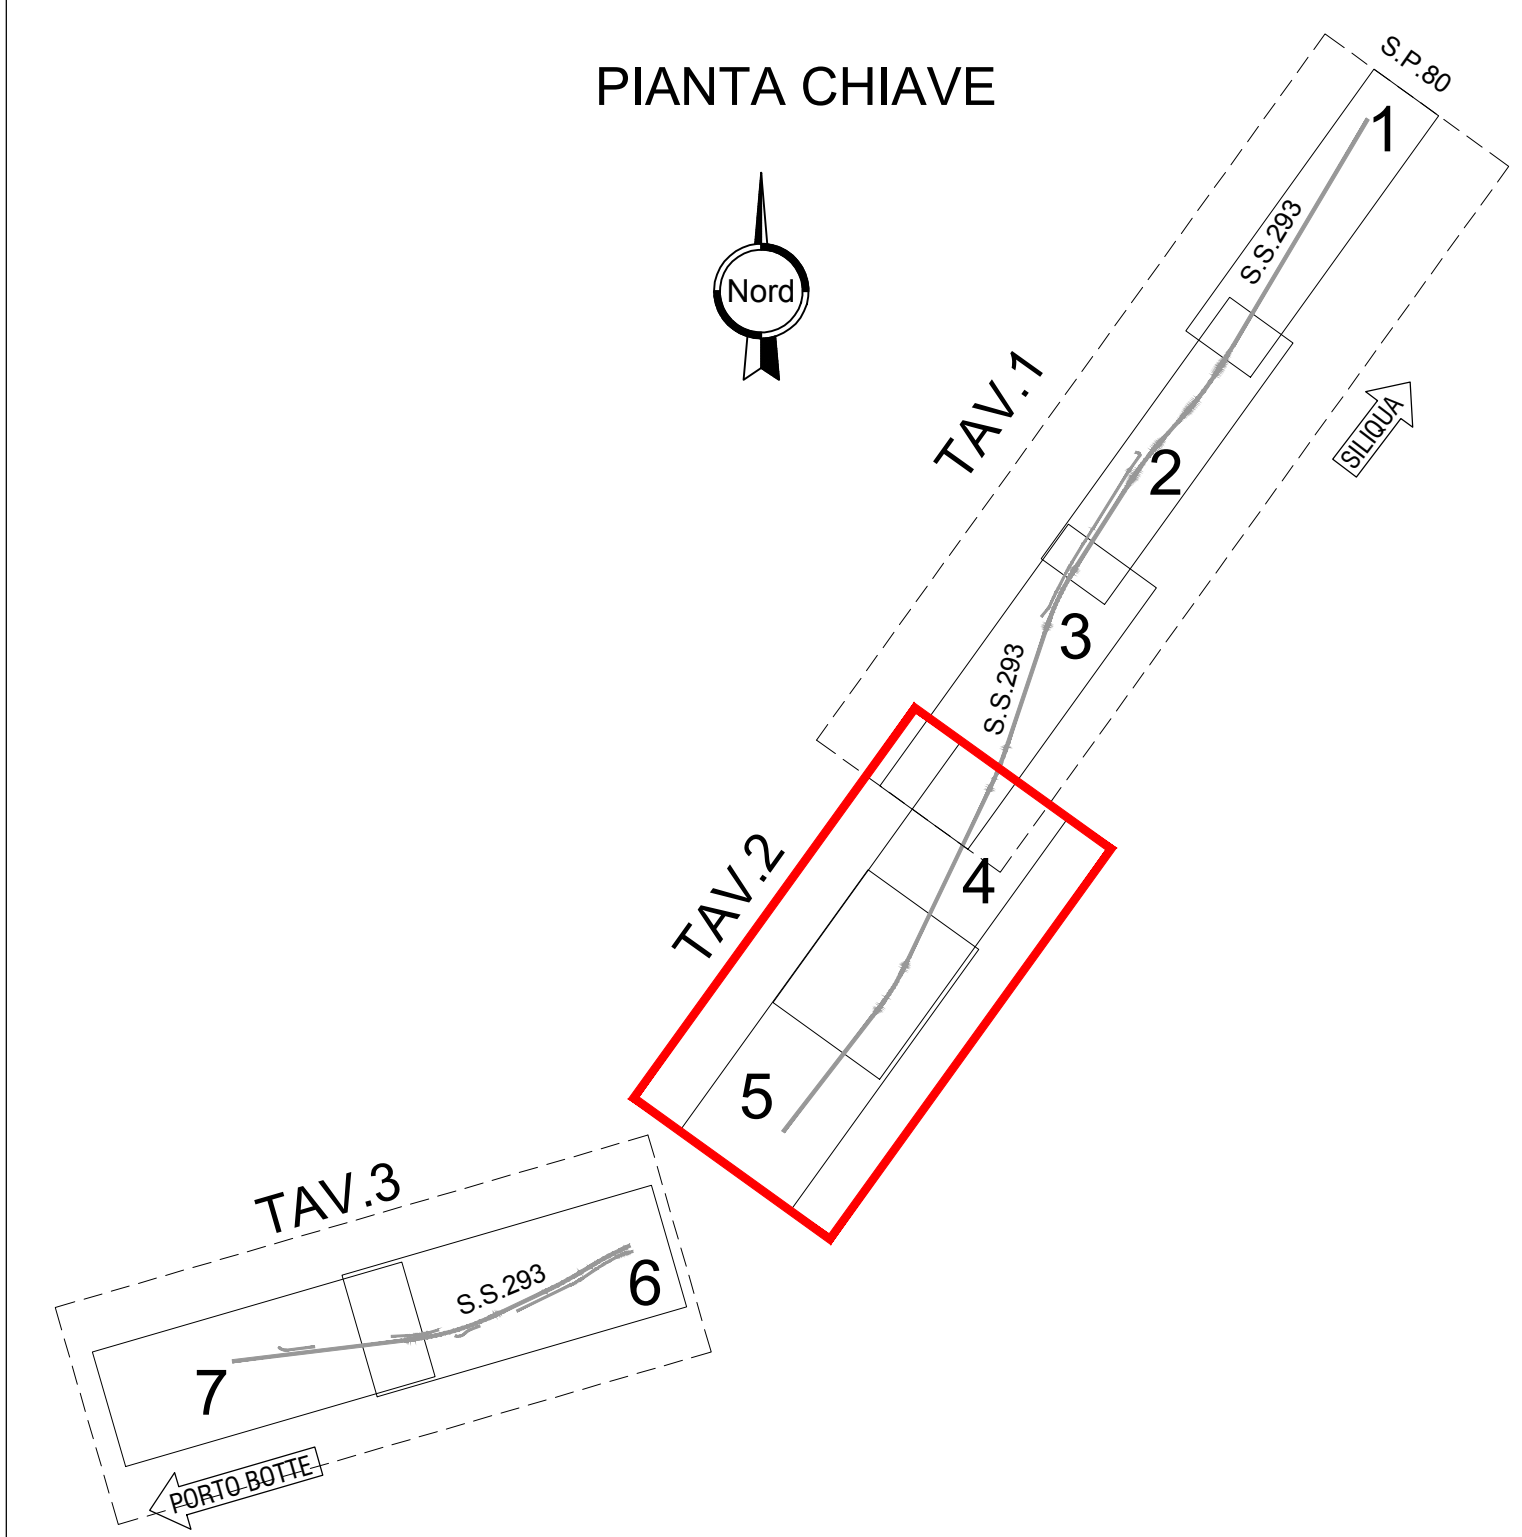 PIANTA CHIAVE
S.P.80
1
S.S.293
Nord
TAV.1
SILIQUA
2
3
S.S.293
TAV.2
4
5
TAV.3
S.S.293
6
7
PORTO BOTTE